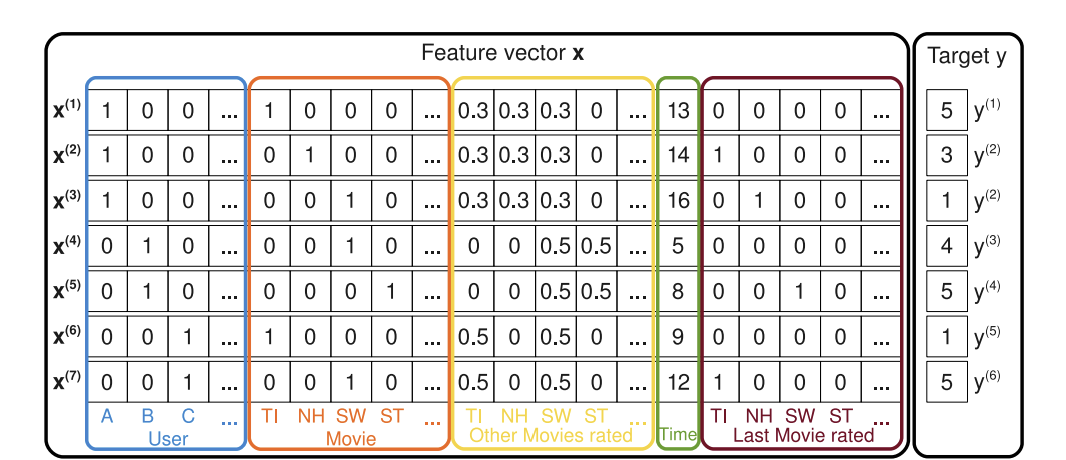 Feature vector x Target y
x(1) 1 0 0 ... 1 0 0 0 ... 0.3 0.3 0.3 0 ... 13 0 0 0 0 ... 5 y(1)
x(2) 1 0 0 ... 0 1 0 0 ... 0.3 0.3 0.3 0 ... 14 1 0 0 0 ... 3 y(2)
x(3) 1 0 0 ... 0 0 1 0 ... 0.3 0.3 0.3 0 ... 16 0 1 0 0 ... 1 y(2)
x(4) 0 1 0 ... 0 0 1 0 ... 0 0 0.5 0.5 ... 5 0 0 0 0 ... 4 y(3)
x(5) 0 1 0 ... 0 0 0 1 ... 0 0 0.5 0.5 ... 8 0 0 1 0 ... 5 y(4)
x(6) 0 0 1 ... 1 0 0 0 ... 0.5 0 0.5 0 ... 9 0 0 0 0 ... 1 y(5)
x(7) 0 0 1 ... 0 0 1 0 ... 0.5 0 0.5 0 ... 12 1 0 0 0 ... 5 y(6)
A B C ... TI NH SW ST ... TI NH SW ST ... TI NH SW ST ...
User Movie Other Movies rated Time Last Movie rated